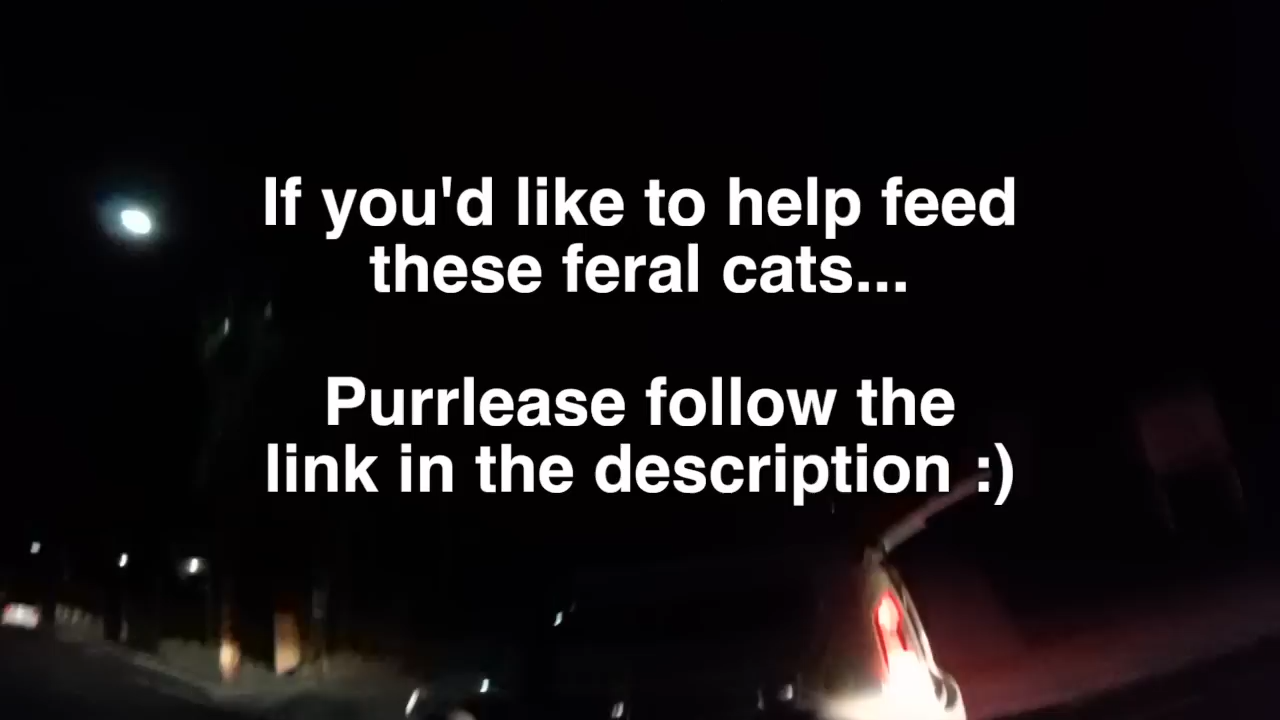 If you'd like to help feed
these feral cats...
Purrlease follow the
link in the description :)